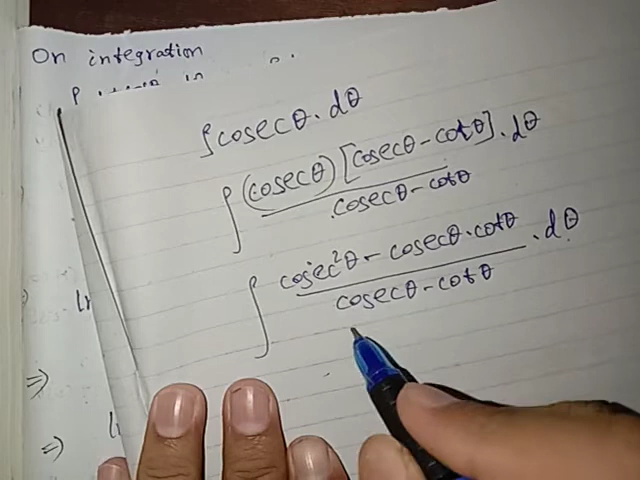 On integration
∫cosecθ.dθ
∫ (cosecθ)[cosecθ-cotθ] / cosecθ-cotθ .dθ
∫ cosec²θ-cosecθ.cotθ / cosecθ-cotθ .dθ
⇒
⇒